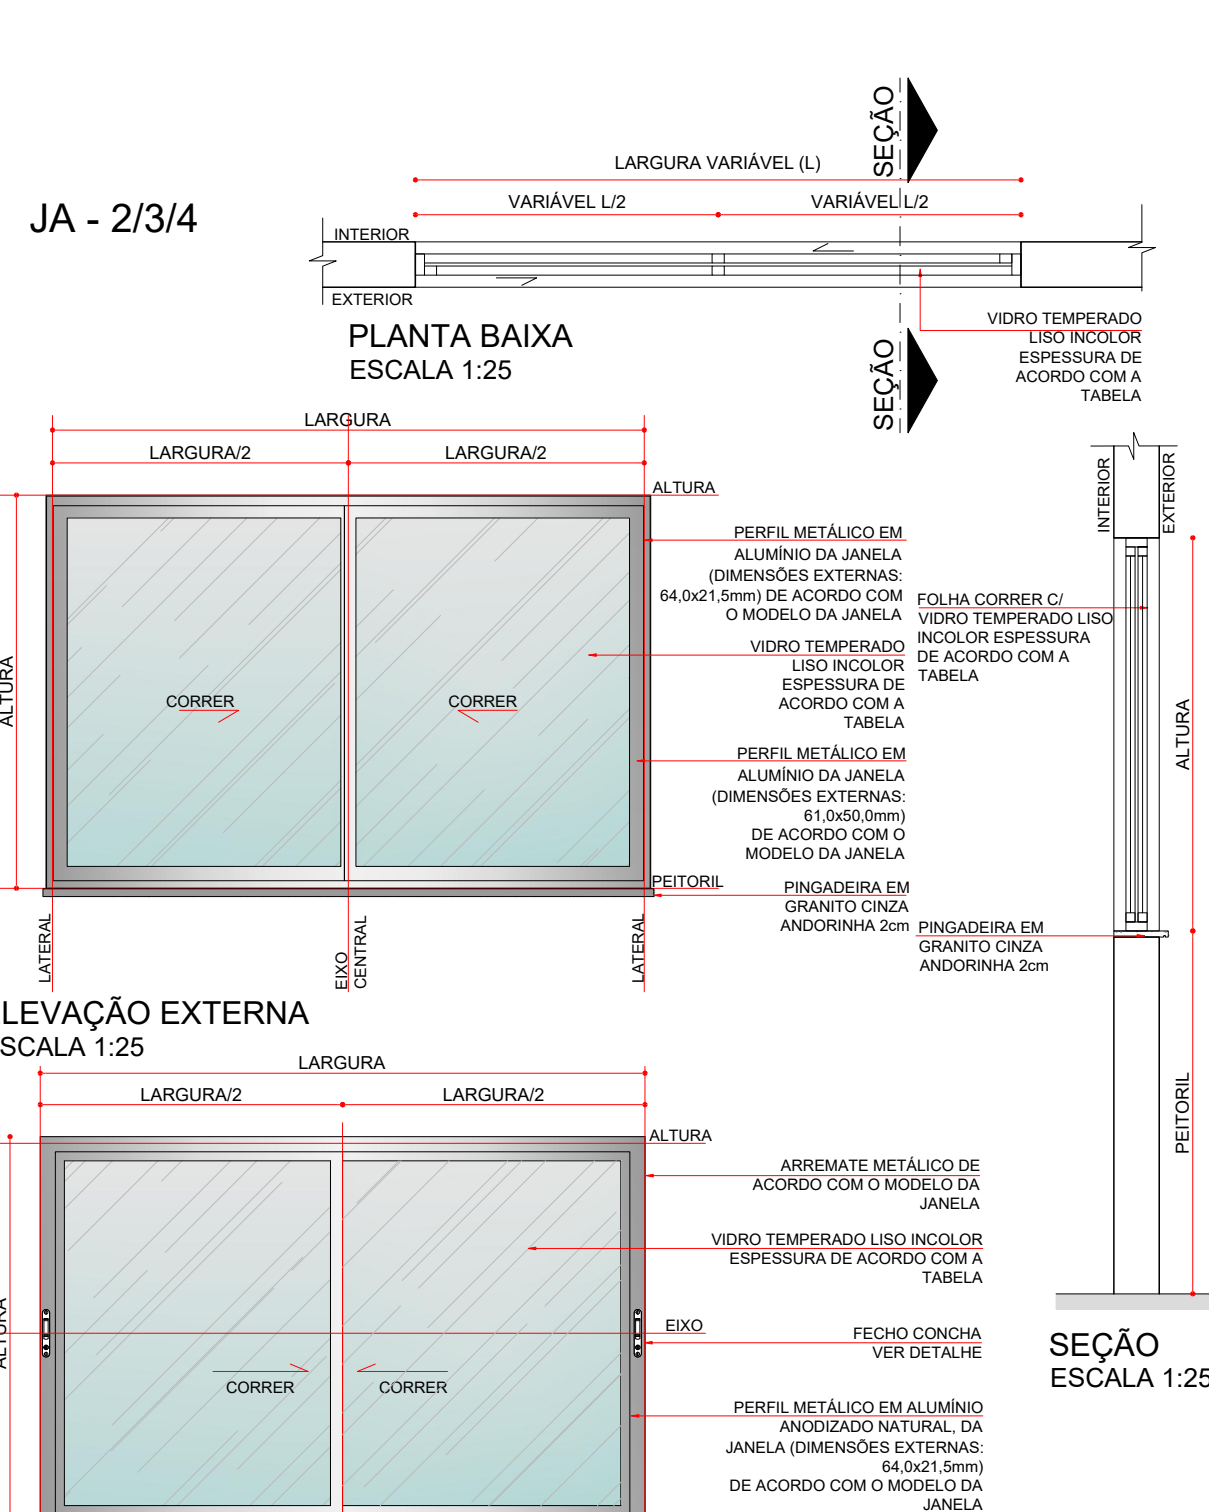 SEÇÃO
LARGURA VARIÁVEL (L)
VARIÁVEL L/2
VARIÁVEL L/2
JA - 2/3/4
INTERIOR
EXTERIOR
PLANTA BAIXA
ESCALA 1:25
SEÇÃO
VIDRO TEMPERADO
LISO INCOLOR
ESPESSURA DE
ACORDO COM A
TABELA
LARGURA
LARGURA/2
LARGURA/2
ALTURA
ALTURA
CORRER
CORRER
PERFIL METÁLICO EM
ALUMÍNIO DA JANELA
(DIMENSÕES EXTERNAS:
64,0x21,5mm) DE ACORDO COM
O MODELO DA JANELA
VIDRO TEMPERADO
LISO INCOLOR
ESPESSURA DE
ACORDO COM A
TABELA
PERFIL METÁLICO EM
ALUMÍNIO DA JANELA
(DIMENSÕES EXTERNAS:
61,0x50,0mm)
DE ACORDO COM O
MODELO DA JANELA
PEITORIL
PINGADEIRA EM
GRANITO CINZA
ANDORINHA 2cm
LATERAL
EIXO
CENTRAL
LATERAL
INTERIOR
EXTERIOR
FOLHA CORRER C/
VIDRO TEMPERADO LISO
INCOLOR ESPESSURA
DE ACORDO COM A
TABELA
ALTURA
PINGADEIRA EM
GRANITO CINZA
ANDORINHA 2cm
PEITORIL
SEÇÃO
ESCALA 1:25
LEVAÇÃO EXTERNA
SCALA 1:25
LARGURA
LARGURA/2
LARGURA/2
ALTURA
ALTURA
ARREMATE METÁLICO DE
ACORDO COM O MODELO DA
JANELA
VIDRO TEMPERADO LISO INCOLOR
ESPESSURA DE ACORDO COM A
TABELA
EIXO
FECHO CONCHA
VER DETALHE
CORRER
CORRER
PERFIL METÁLICO EM ALUMÍNIO
ANODIZADO NATURAL, DA
JANELA (DIMENSÕES EXTERNAS:
64,0x21,5mm)
DE ACORDO COM O MODELO DA
JANELA